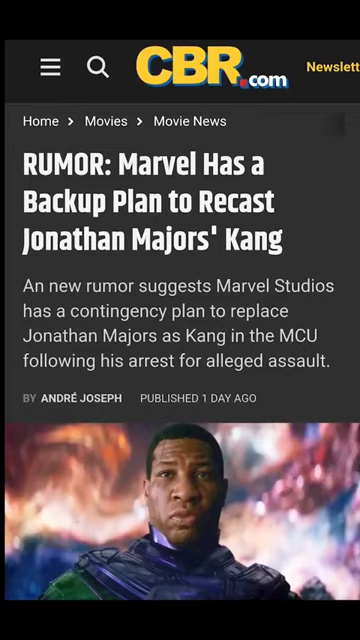 CBR.com
Newslett
Home > Movies > Movie News
RUMOR: Marvel Has a
Backup Plan to Recast
Jonathan Majors' Kang
An new rumor suggests Marvel Studios
has a contingency plan to replace
Jonathan Majors as Kang in the MCU
following his arrest for alleged assault.
BY ANDRÉ JOSEPH PUBLISHED 1 DAY AGO